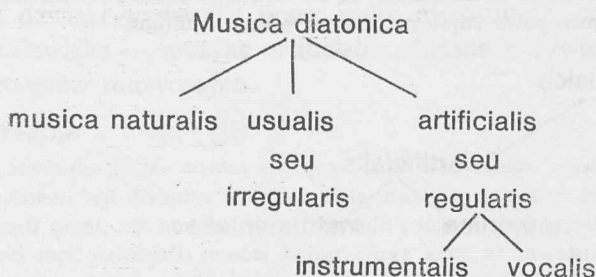 Musica diatonica
musica naturalis usualis artificialis
seu seu
irregularis regularis
instrumentalis vocalis